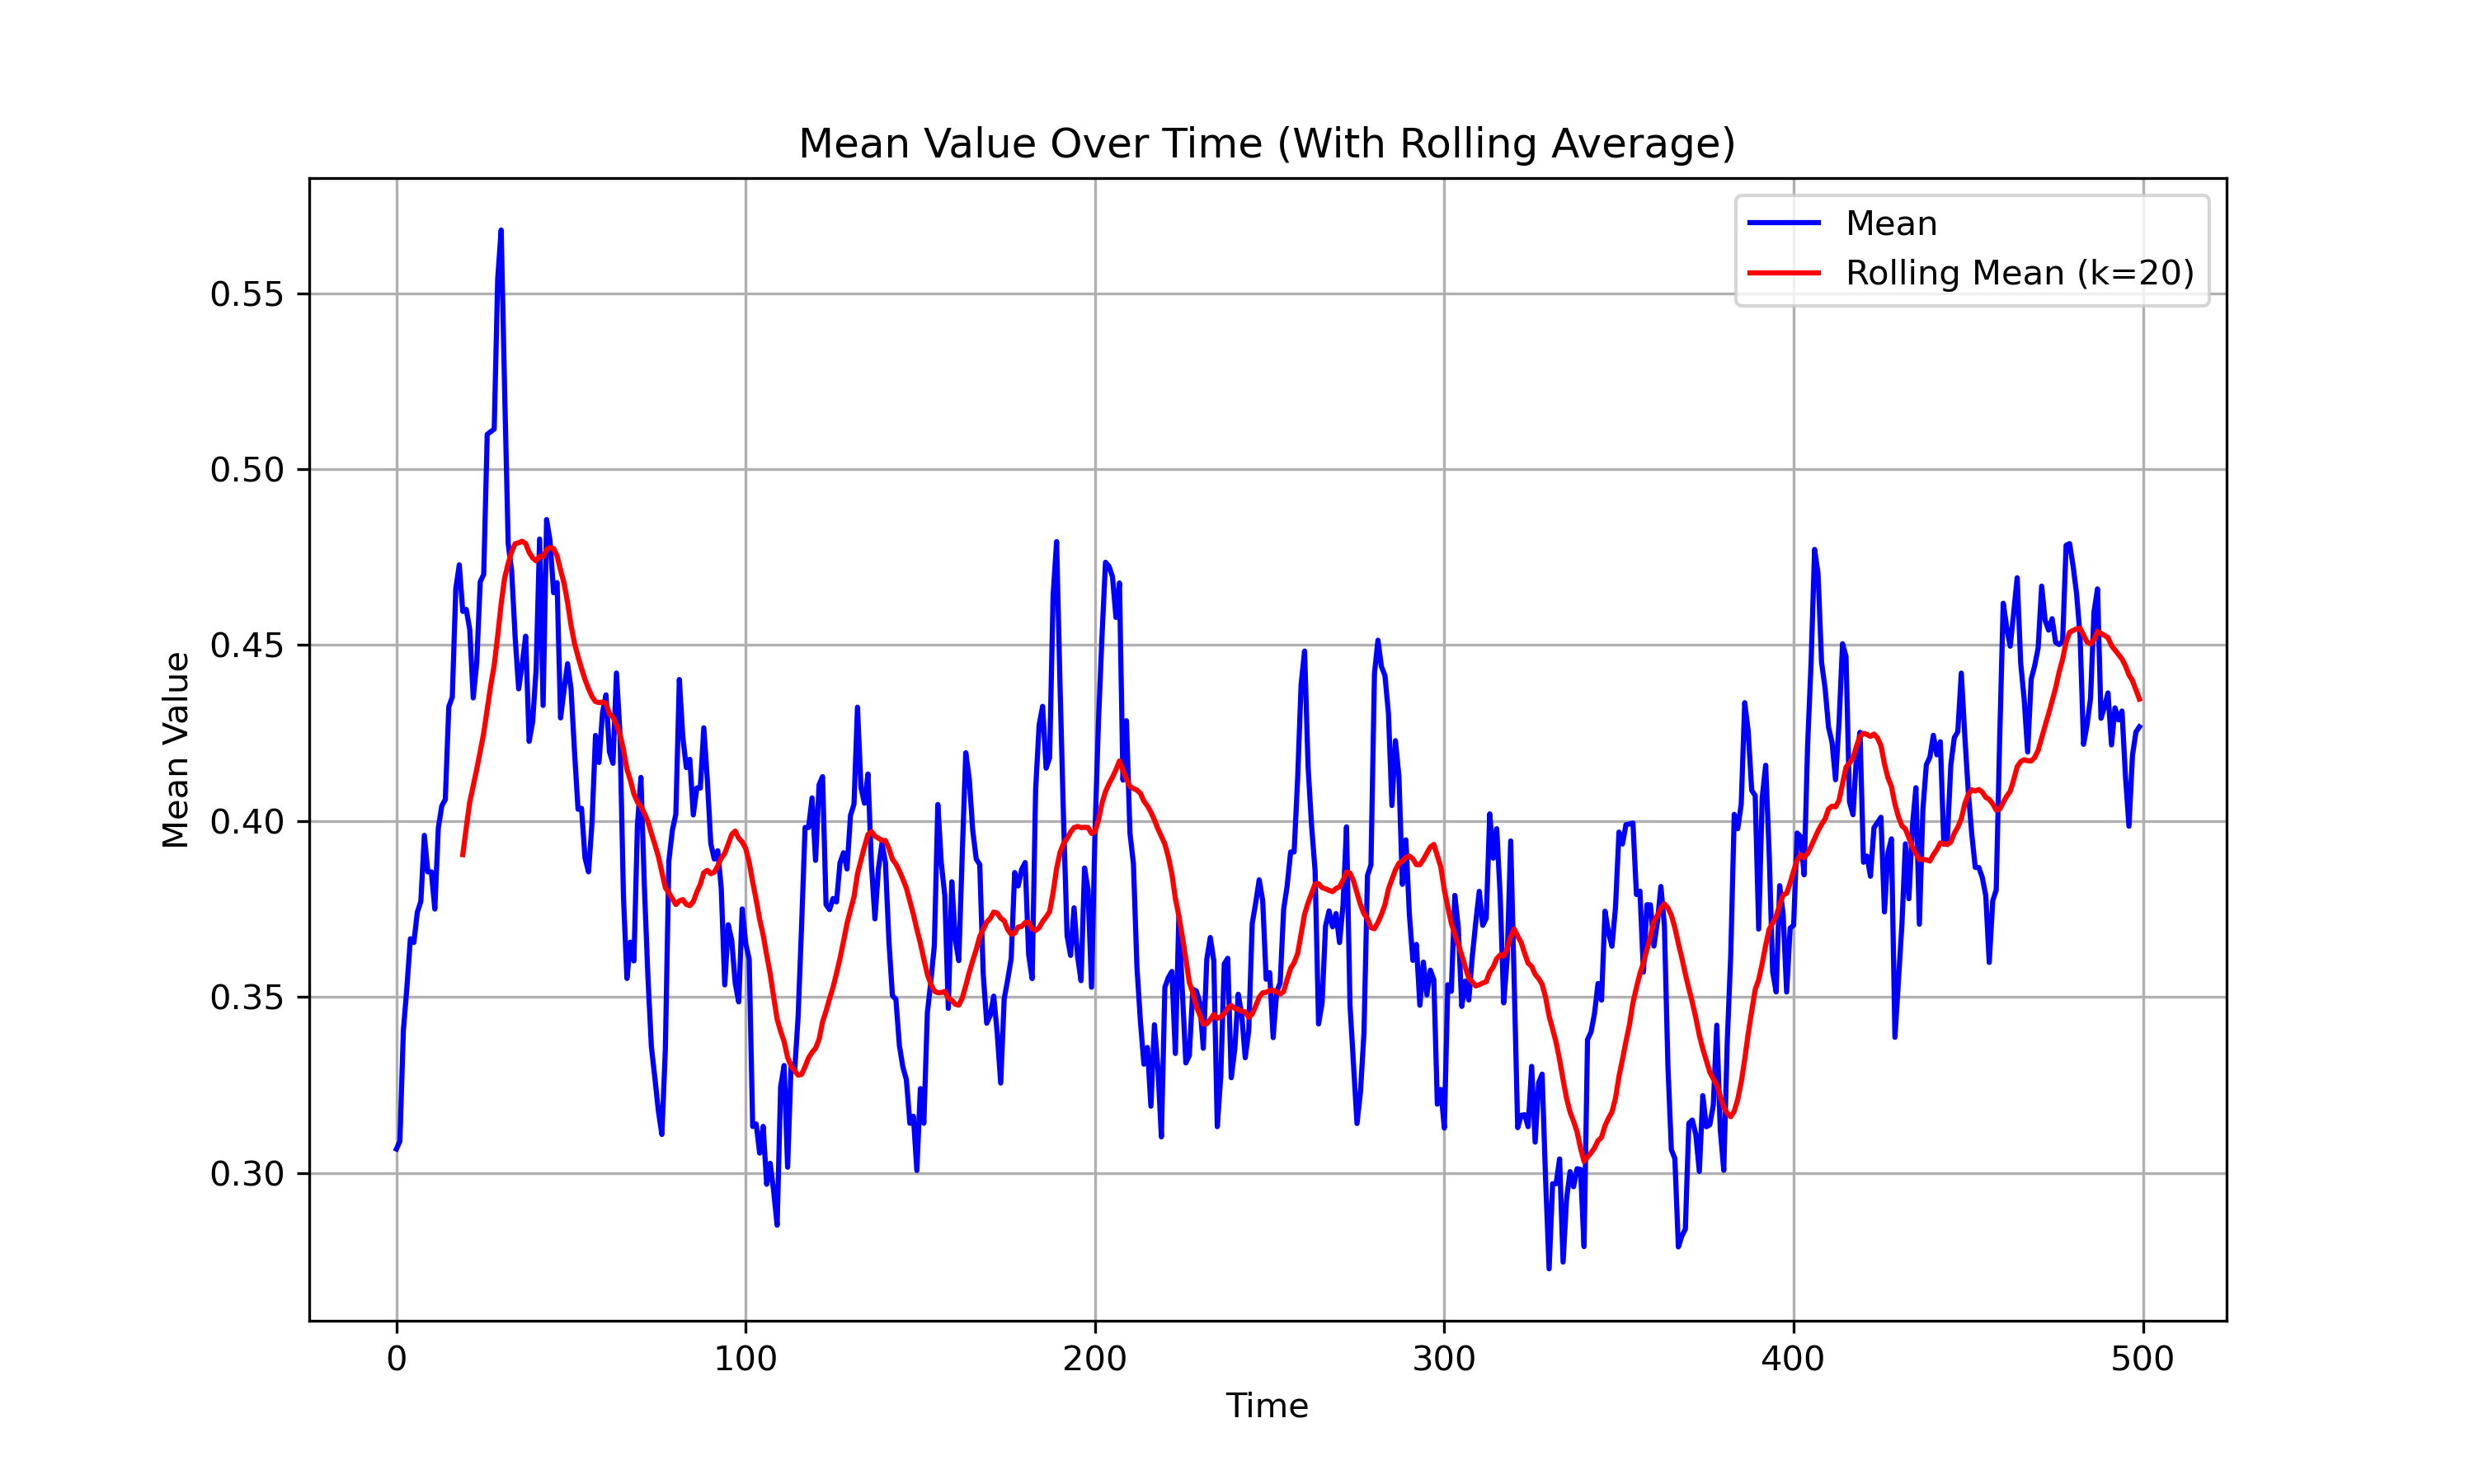 Mean Value Over Time (With Rolling Average)
Mean
Rolling Mean (k=20)
Mean Value
0.55
0.50
0.45
0.40
0.35
0.30
0
100
200
300
400
500
Time